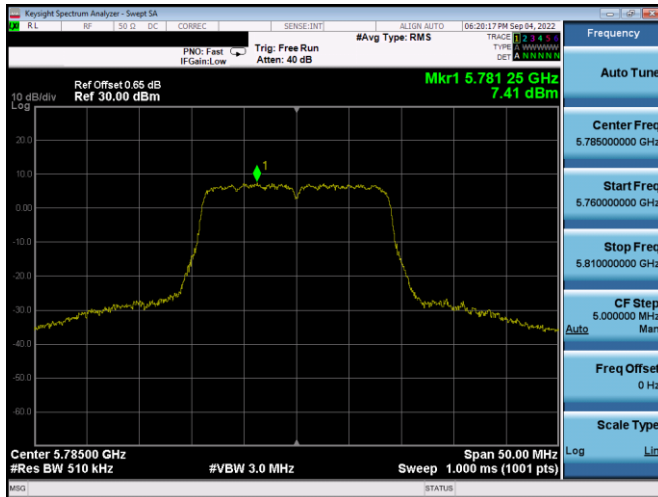 Keysight Spectrum Analyzer - Swept SA
RL RF 50 Ω DC CORREC SENSE:INT ALIGN AUTO 06:20:17 PM Sep 04, 2022
#Avg Type: RMS
TRACE 1 2 3 4 5 6
TYPE A WWWWW
DET A N N N N N
PNO: Fast Trig: Free Run
IFGain:Low Atten: 40 dB
Mkr1 5.781 25 GHz
7.41 dBm
Ref Offset 0.65 dB
10 dB/div Ref 30.00 dBm
Log
1
20.0
10.0
0.00
-10.0
-20.0
-30.0
-40.0
-50.0
-60.0
Center 5.78500 GHz Span 50.00 MHz
#Res BW 510 kHz #VBW 3.0 MHz Sweep 1.000 ms (1001 pts)
MSG STATUS
Frequency
Auto Tune
Center Freq
5.785000000 GHz
Start Freq
5.760000000 GHz
Stop Freq
5.810000000 GHz
CF Step
5.000000 MHz
Auto Man
Freq Offset
0 Hz
Scale Type
Log Lin